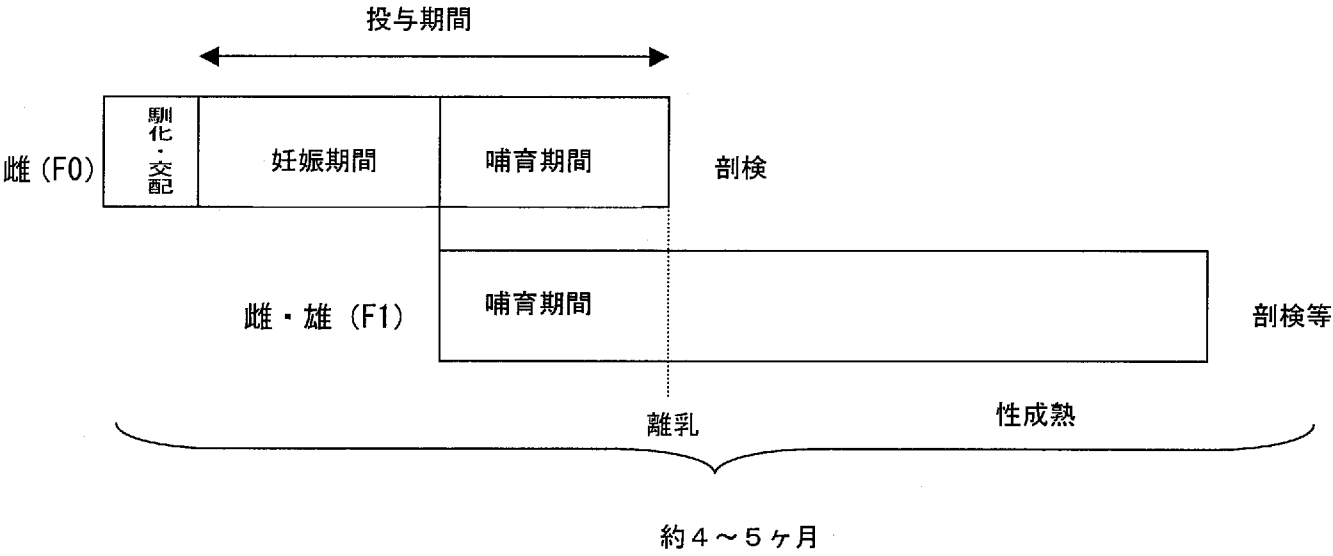 投与期間
馴化・交配
雌（F0）
妊娠期間
哺育期間
剖検
雌・雄（F1）
哺育期間
剖検等
離乳
性成熟
約４～５ヶ月